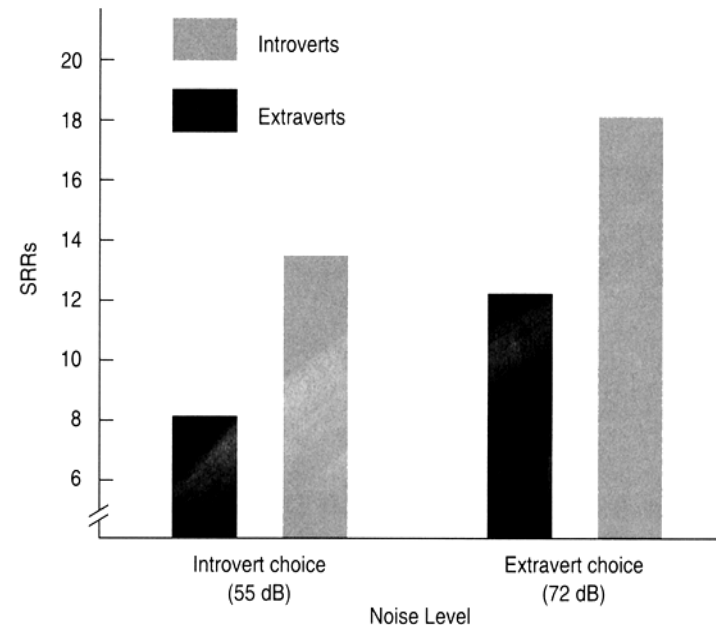 20
18
16
14
12
10
8
6
SRRs
Introverts
Extraverts
Introvert choice
(55 dB)
Extravert choice
(72 dB)
Noise Level